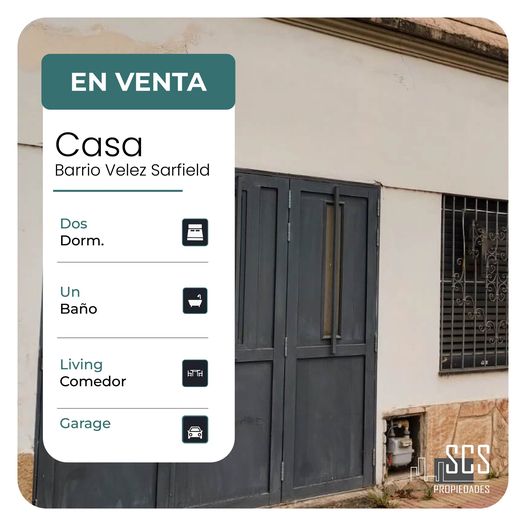 EN VENTA
Casa
Barrio Velez Sarfield
Dos
Dorm.
Un
Baño
Living
Comedor
Garage
SCS
PROPIEDADES